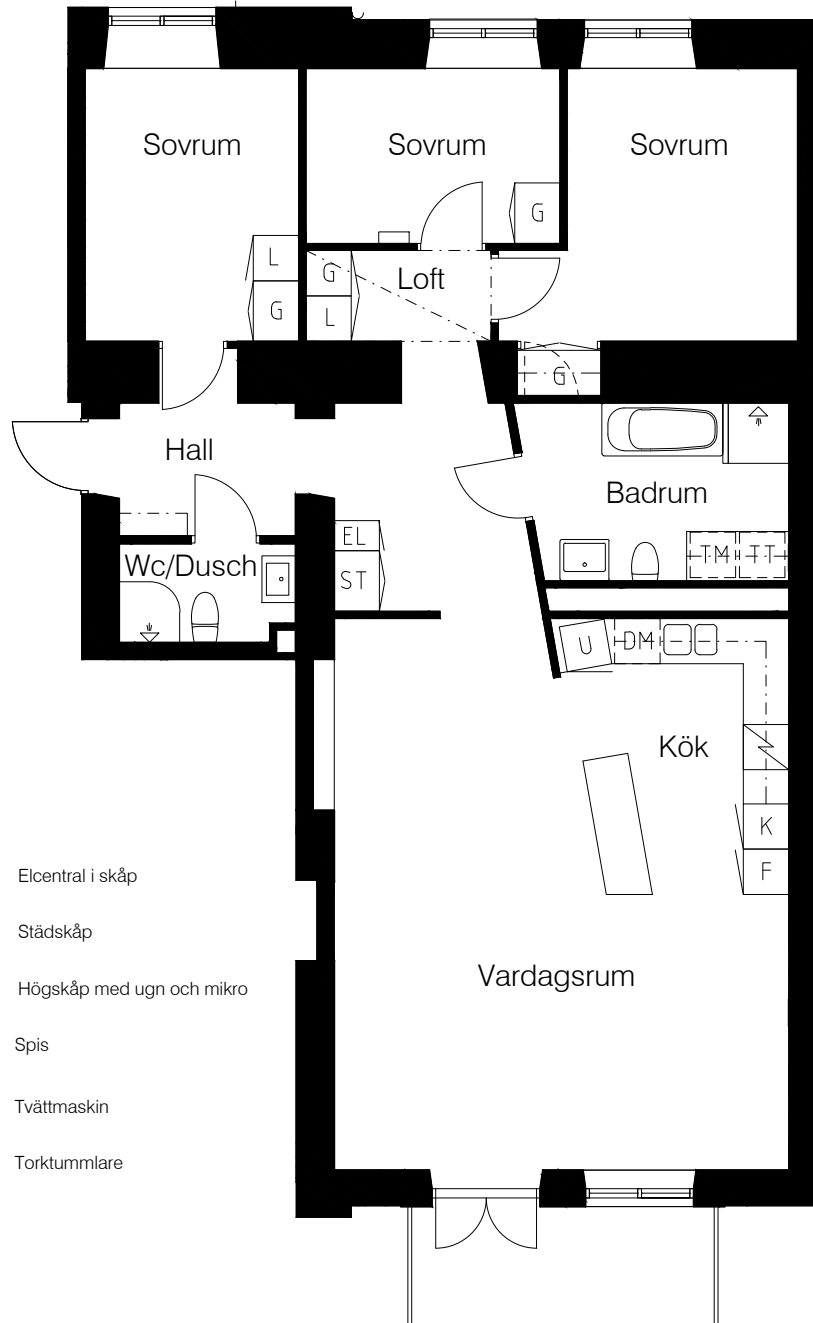 Sovrum
Sovrum
Sovrum
G
L
G
G
L
Loft
G
Hall
Badrum
EL
ST
Wc/Dusch
TM
TT
U
DM
Kök
K
F
Vardagsrum
Elcentral i skåp
Städskåp
Högskåp med ugn och mikro
Spis
Tvättmaskin
Torktummlare